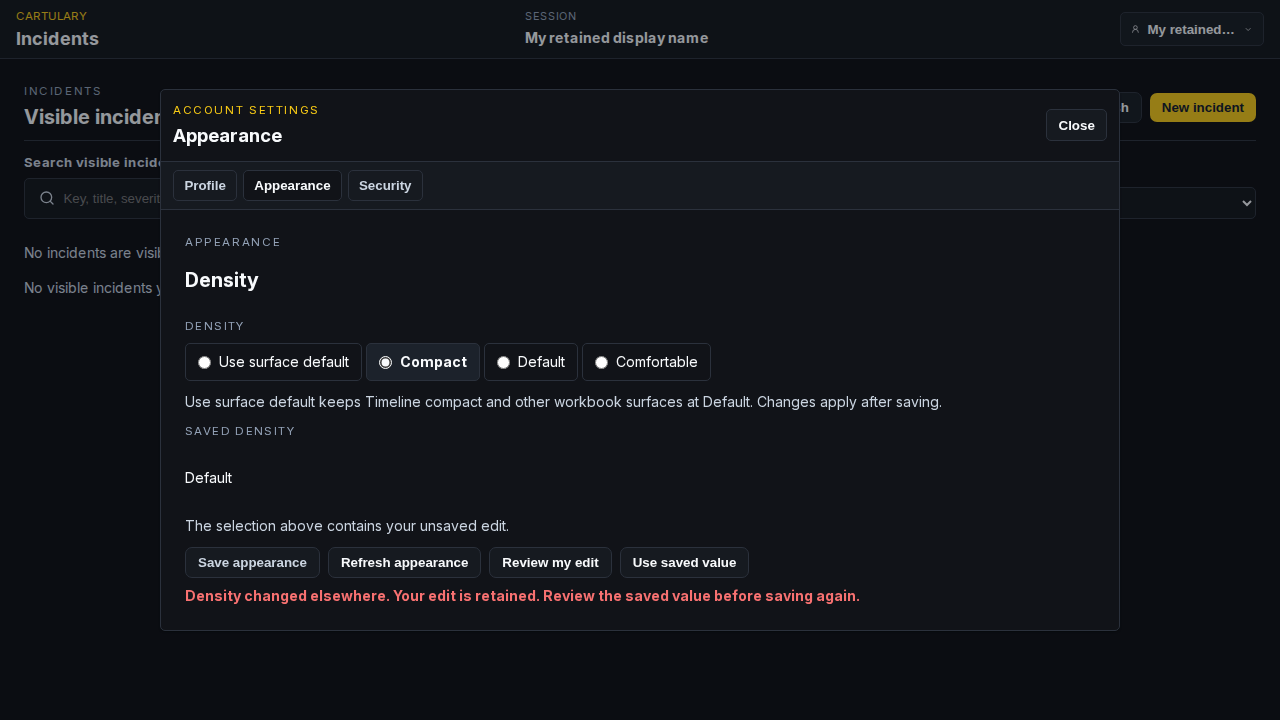 CARTULARY
Incidents
SESSION
My retained display name
My retained...
INCIDENTS
Visible inciden
h
New incident
Search visible incide
Key, title, severit
No incidents are visib
No visible incidents y
ACCOUNT SETTINGS
Appearance
Close
Profile
Appearance
Security
APPEARANCE
Density
DENSITY
Use surface default
Compact
Default
Comfortable
Use surface default keeps Timeline compact and other workbook surfaces at Default. Changes apply after saving.
SAVED DENSITY
Default
The selection above contains your unsaved edit.
Save appearance
Refresh appearance
Review my edit
Use saved value
Density changed elsewhere. Your edit is retained. Review the saved value before saving again.